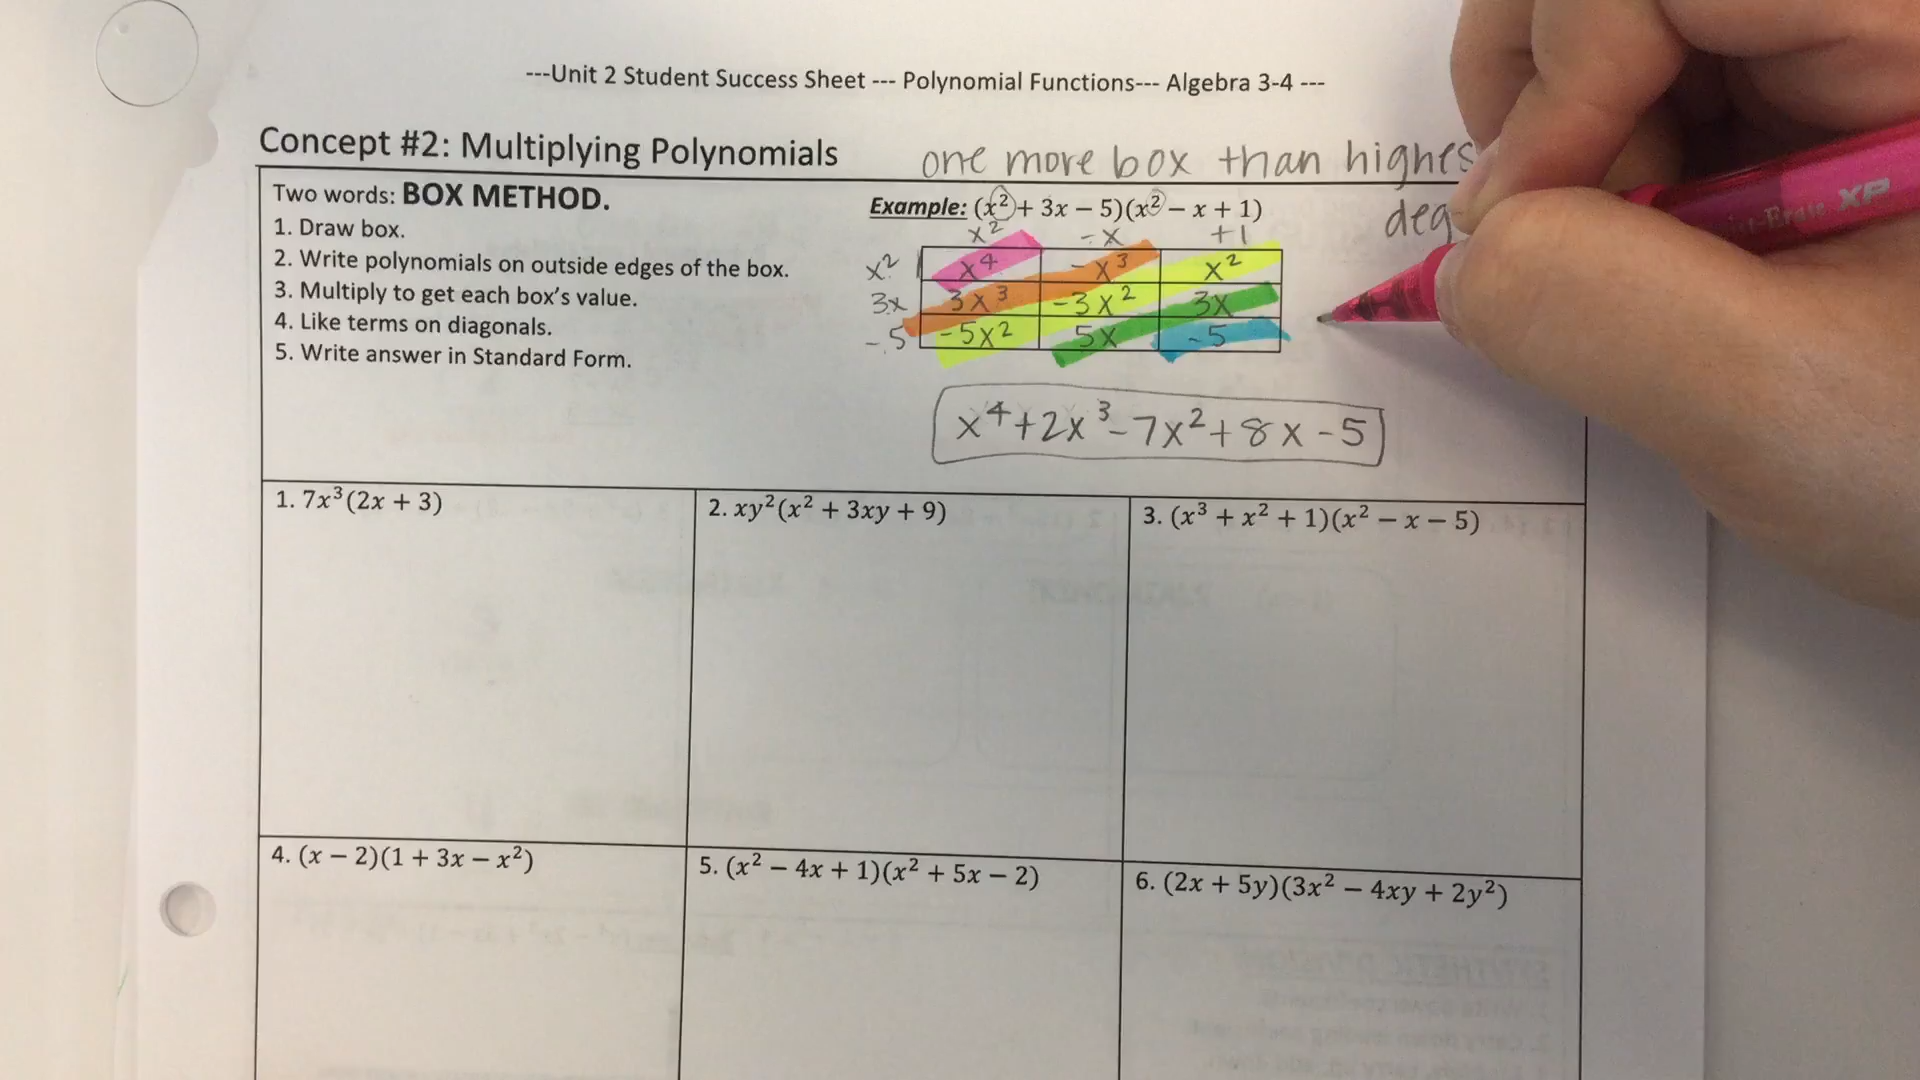 ---Unit 2 Student Success Sheet --- Polynomial Functions--- Algebra 3-4 ---
Concept #2: Multiplying Polynomials
one more box than highes
deg
Two words: BOX METHOD.
1. Draw box.
2. Write polynomials on outside edges of the box.
3. Multiply to get each box's value.
4. Like terms on diagonals.
5. Write answer in Standard Form.
Example: (x² + 3x − 5)(x² − x + 1)
x² -x +1
x² x⁴ -x³ x²
3x 3x³ -3x² 3x
-5 -5x² 5x -5
x⁴+2x³-7x²+8x-5
1. 7x³(2x + 3)
2. xy²(x² + 3xy + 9)
3. (x³ + x² + 1)(x² − x − 5)
4. (x − 2)(1 + 3x − x²)
5. (x² − 4x + 1)(x² + 5x − 2)
6. (2x + 5y)(3x² − 4xy + 2y²)
XP